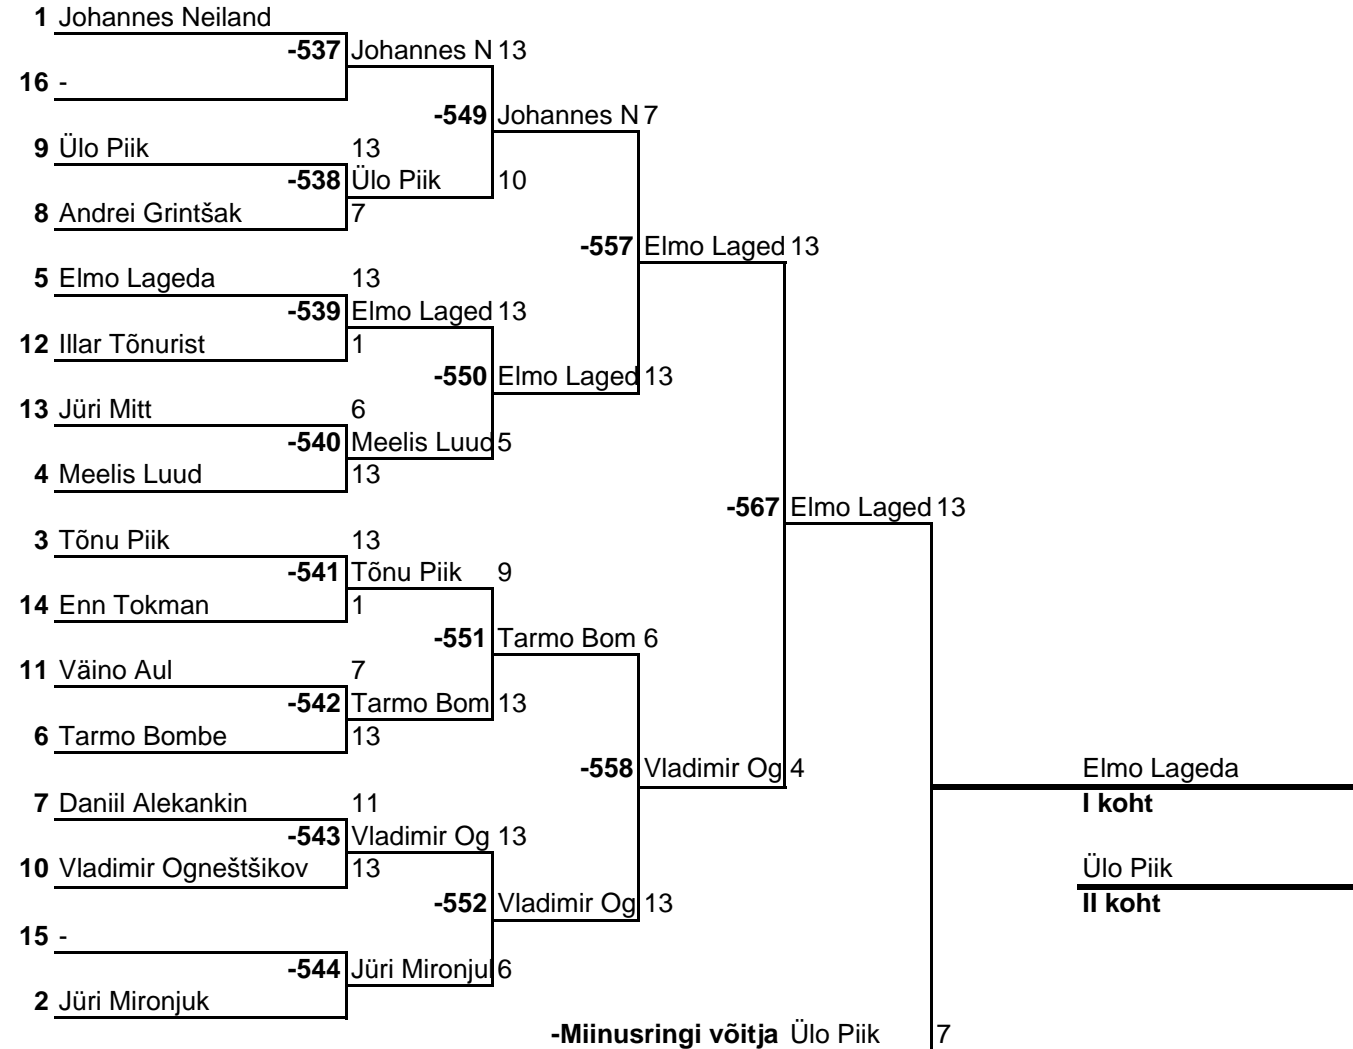 1 Johannes Neiland
-537 Johannes N 13
16 -
-549 Johannes N 7
9 Ülo Piik 13
-538 Ülo Piik 10
8 Andrei Grintšak 7
-557 Elmo Laged 13
5 Elmo Lageda 13
-539 Elmo Laged 13
12 Illar Tõnurist 1
-550 Elmo Laged 13
13 Jüri Mitt 6
-540 Meelis Luud 5
4 Meelis Luud 13
-567 Elmo Laged 13
3 Tõnu Piik 13
-541 Tõnu Piik 9
14 Enn Tokman 1
-551 Tarmo Bom 6
11 Väino Aul 7
-542 Tarmo Bom 13
6 Tarmo Bombe 13
-558 Vladimir Og 4 Elmo Lageda
7 Daniil Alekankin 11 I koht
-543 Vladimir Og 13
10 Vladimir Ogneštšikov 13 Ülo Piik
-552 Vladimir Og 13 II koht
15 -
-544 Jüri Mironjuk 6
2 Jüri Mironjuk
-Miinusringi võitja Ülo Piik 7